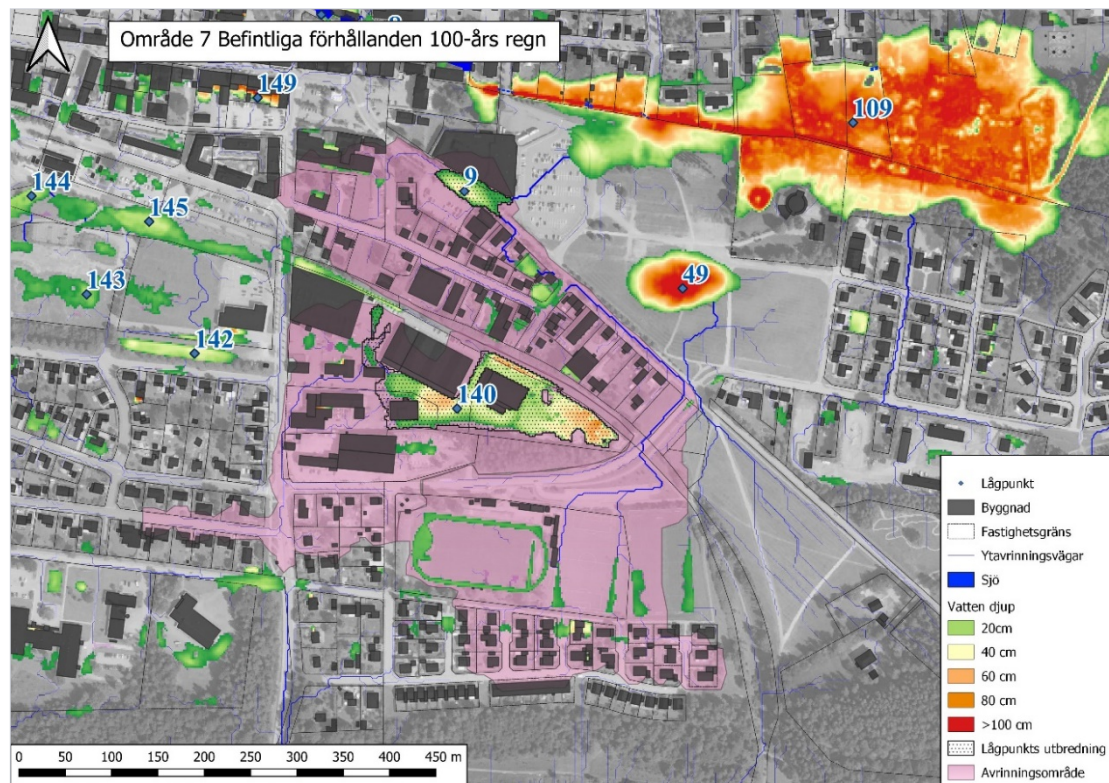 Område 7 Befintliga förhållanden 100-års regn
149
109
9
144
145
49
143
142
140
Lågpunkt
Byggnad
Fastighetsgräns
Ytavrinningsvägar
Sjö
Vatten djup
20cm
40 cm
60 cm
80 cm
>100 cm
Lågpunkts utbredning
Avrinningsområde
0 50 100 150 200 250 300 350 400 450 m